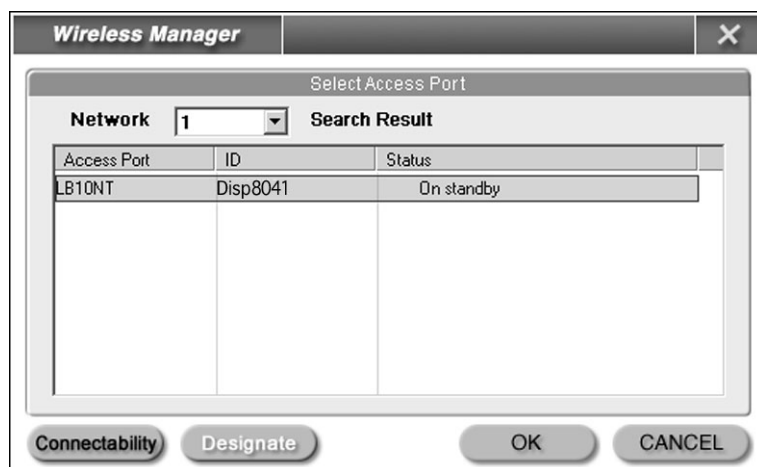 Wireless Manager
Select Access Port
Network 1 Search Result
Access Port ID Status
LB10NT Disp8041 On standby
Connectability Designate OK CANCEL